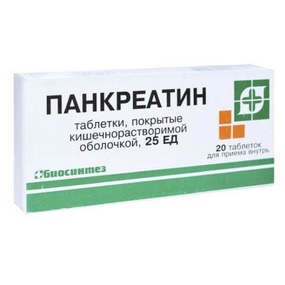 ПАНКРЕАТИН
таблетки, покрытые
кишечнорастворимой
оболочкой, 25 ЕД
20 таблеток
для приема внутрь
биосинтез